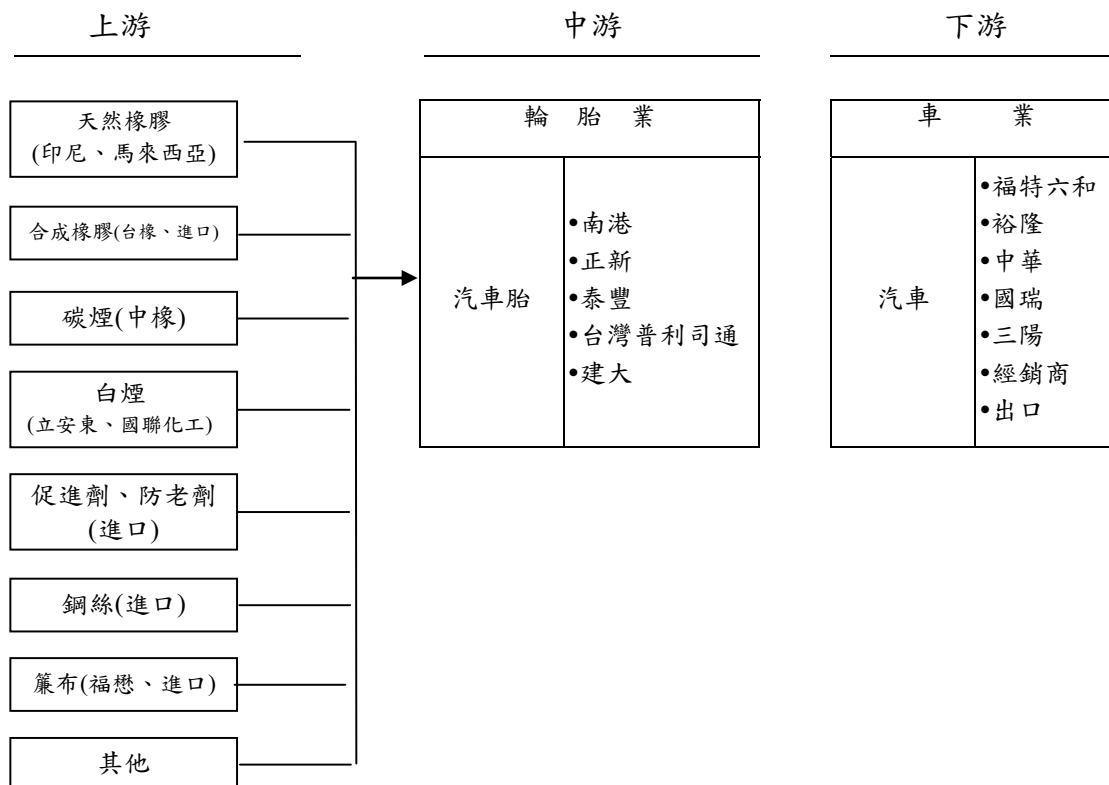 上游
中游
下游
天然橡膠
(印尼、馬來西亞)
合成橡膠(台橡、進口)
碳煙(中橡)
白煙
(立安東、國聯化工)
促進劑、防老劑
(進口)
鋼絲(進口)
簾布(福懋、進口)
其他
輪胎業
汽車胎
•南港
•正新
•泰豐
•台灣普利司通
•建大
車業
汽車
•福特六和
•裕隆
•中華
•國瑞
•三陽
•經銷商
•出口